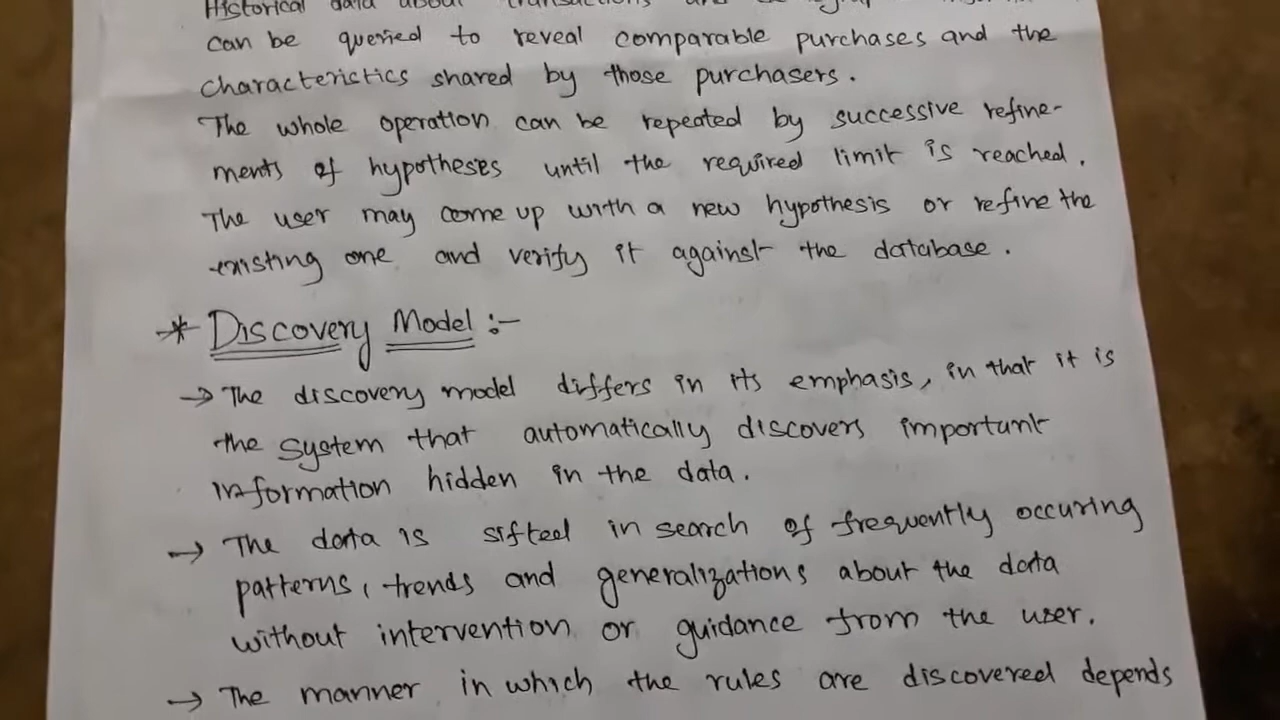 Historical data about transactions and
can be queried to reveal comparable purchases and the
characteristics shared by those purchasers.
The whole operation can be repeated by successive refine-
ments of hypotheses until the required limit is reached.
The user may come up with a new hypothesis or refine the
existing one and verify it against the database.
* Discovery Model :-
→ The discovery model differs in its emphasis, in that it is
the system that automatically discovers important
information hidden in the data.
→ The data is sifted in search of frequently occuring
patterns, trends and generalizations about the data
without intervention or guidance from the user.
→ The manner in which the rules are discovered depends